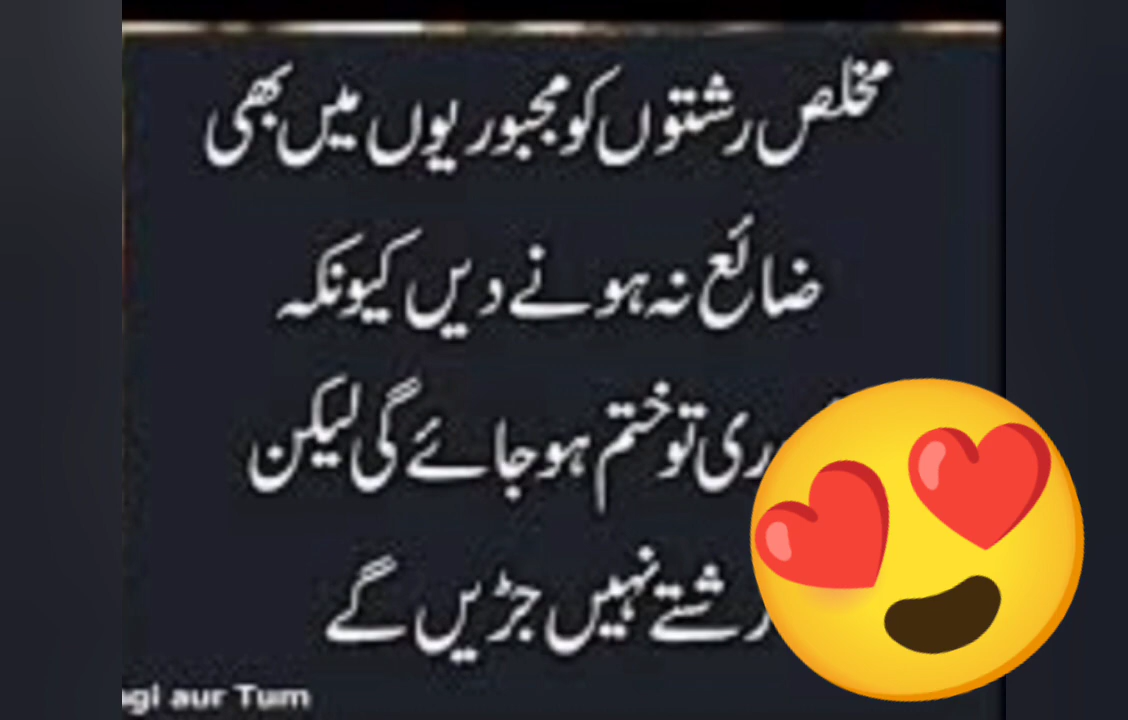 مخلص رشتوں کو مجبوریوں میں بھی
ضائع نہ ہونے دیں کیونکہ
ری تو ختم ہو جائے گی لیکن
رشتے نہیں جڑیں گے
gi aur Tum